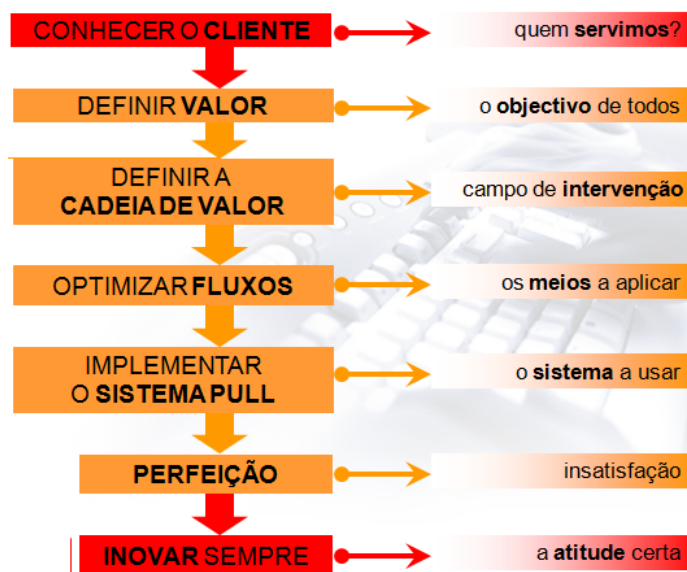 CONHECER O CLIENTE
quem servimos?
DEFINIR VALOR
o objectivo de todos
DEFINIR A
CADEIA DE VALOR
campo de intervenção
OPTIMIZAR FLUXOS
os meios a aplicar
IMPLEMENTAR
O SISTEMA PULL
o sistema a usar
PERFEIÇÃO
insatisfação
INOVAR SEMPRE
a atitude certa